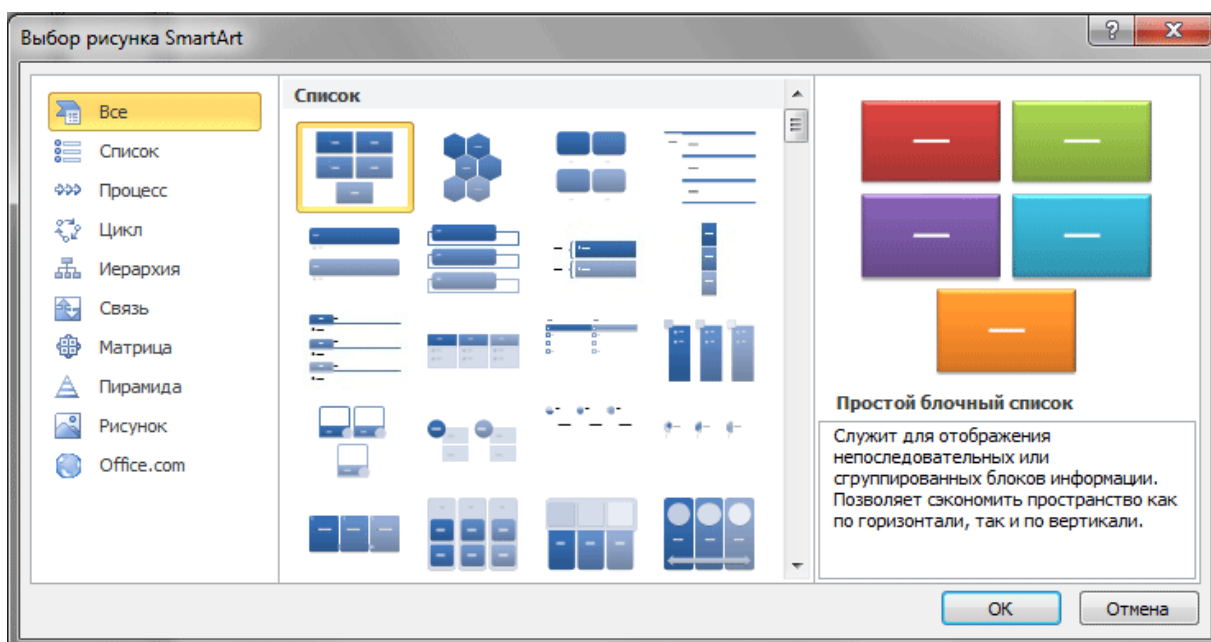 Выбор рисунка SmartArt
Все
Список
Процесс
Цикл
Иерархия
Связь
Матрица
Пирамида
Рисунок
Office.com
Список
Простой блочный список
Служит для отображения
непоследовательных или
сгруппированных блоков информации.
Позволяет сэкономить пространство как
по горизонтали, так и по вертикали.
ОК
Отмена